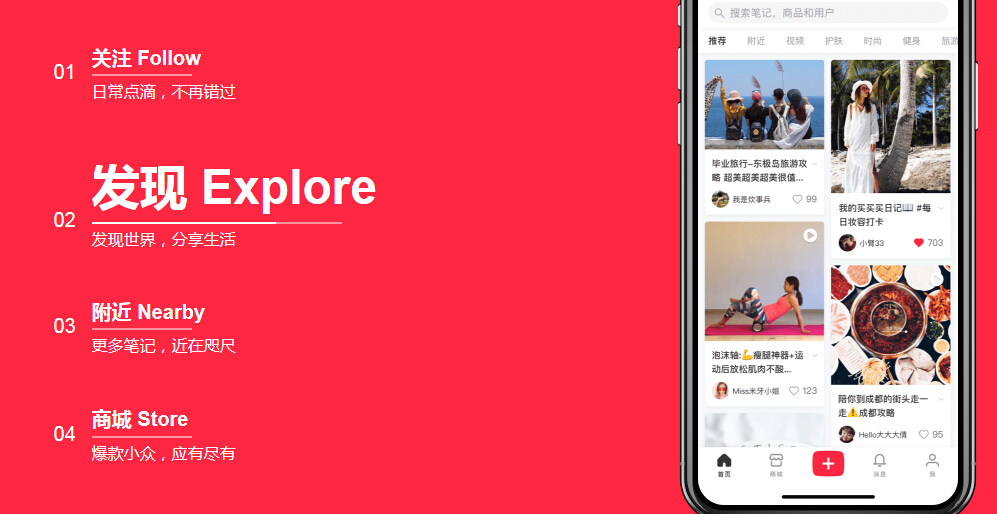 01
关注 Follow
日常点滴，不再错过
02
发现 Explore
发现世界，分享生活
03
附近 Nearby
更多笔记，近在咫尺
04
商城 Store
爆款小众，应有尽有
搜索笔记，商品和用户
推荐 附近 视频 护肤 时尚 健身 旅游
毕业旅行-东极岛旅游攻
略 超美超美超美很值...
我是炊事兵 99
我的买买买日记📖 #每
日妆容打卡
小臂33 703
泡沫轴:💪瘦腿神器+运
动后放松肌肉不酸...
Miss米牙小姐 123
陪你到成都的街头走一
走⚠️成都攻略
Hello大大大倩 95
首页 商城 消息 我